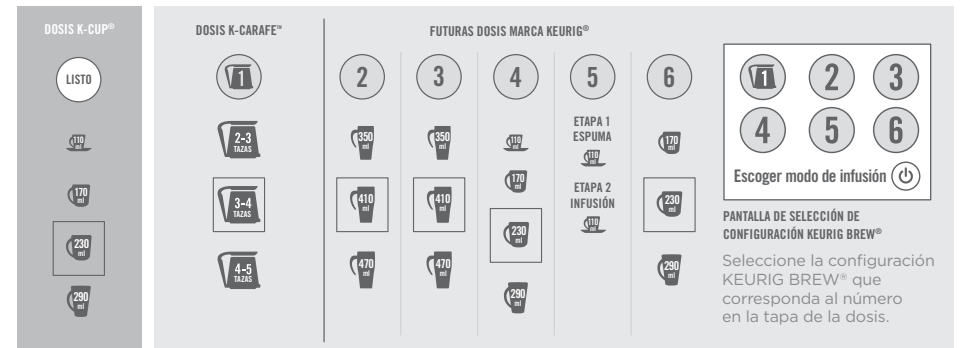 DOSIS K-CUP®
LISTO
110 ml
170 ml
230 ml
290 ml
DOSIS K-CARAFE™
1
2-3 TAZAS
3-4 TAZAS
4-5 TAZAS
FUTURAS DOSIS MARCA KEURIG®
2
350 ml
410 ml
470 ml
3
350 ml
410 ml
470 ml
4
110 ml
170 ml
230 ml
290 ml
5
ETAPA 1
ESPUMA
110 ml
ETAPA 2
INFUSIÓN
110 ml
6
170 ml
230 ml
290 ml
1 2 3
4 5 6
Escoger modo de infusión
PANTALLA DE SELECCIÓN DE
CONFIGURACIÓN KEURIG BREW®
Seleccione la configuración
KEURIG BREW® que
corresponda al número
en la tapa de la dosis.